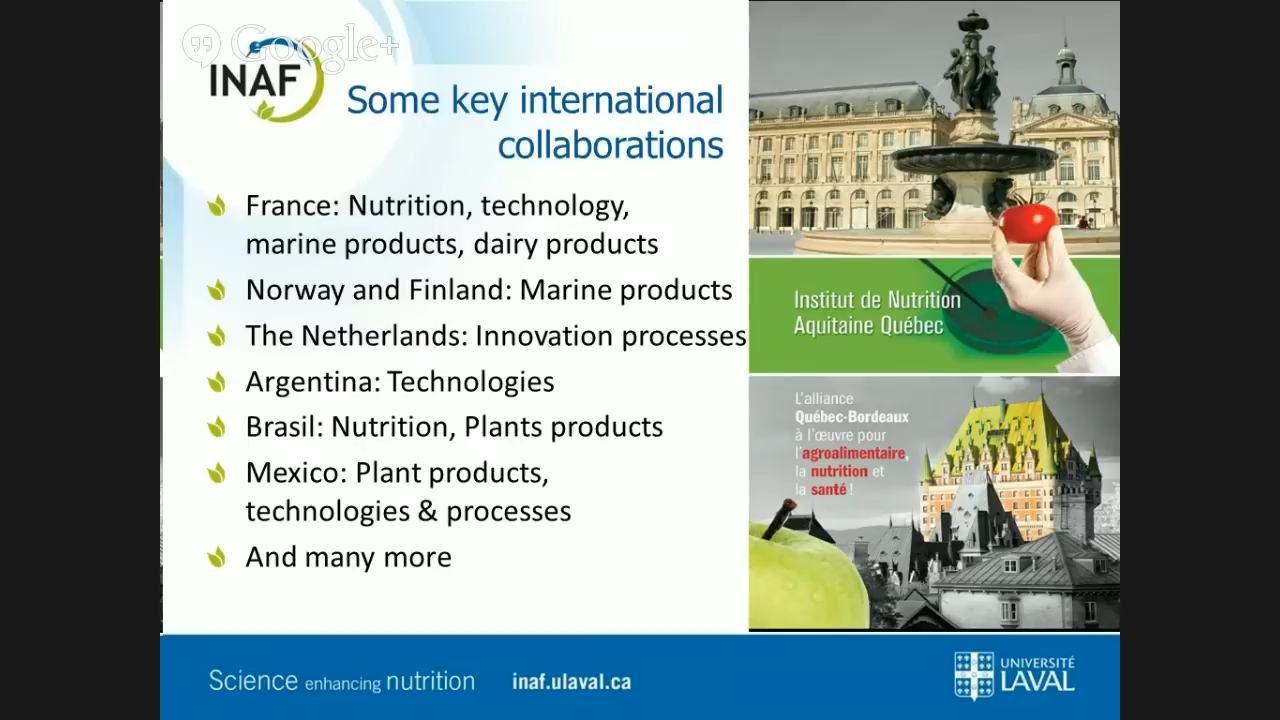 Google+
INAF
Some key international
collaborations
France: Nutrition, technology,
marine products, dairy products
Norway and Finland: Marine products
The Netherlands: Innovation processes
Argentina: Technologies
Brasil: Nutrition, Plants products
Mexico: Plant products,
technologies & processes
And many more
Institut de Nutrition
Aquitaine Québec
L'alliance
Québec-Bordeaux
à l'œuvre pour
l'agroalimentaire,
la nutrition et
la santé !
Science enhancing nutrition
inaf.ulaval.ca
UNIVERSITÉ
LAVAL